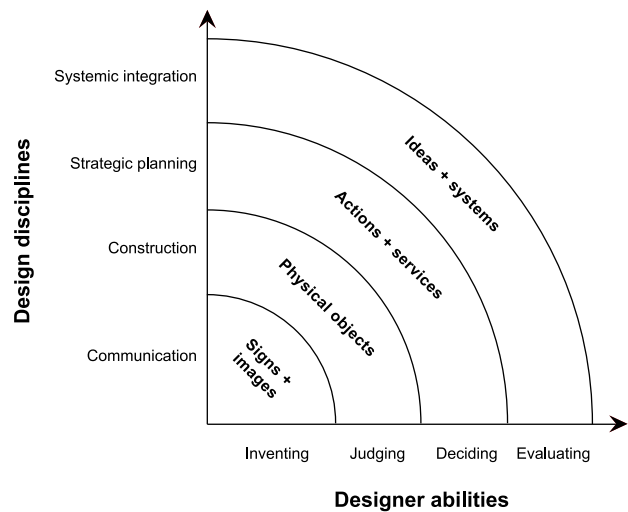 Systemic integration
Ideas + systems
Strategic planning
Actions + services
Construction
Physical objects
Communication
Signs +
images
Design disciplines
Inventing
Judging
Deciding
Evaluating
Designer abilities